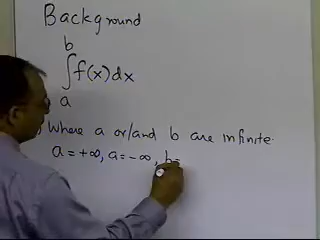 Background
b
∫f(x)dx
a
) Where a or/and b are infinite.
a=+∞, a=-∞, b=